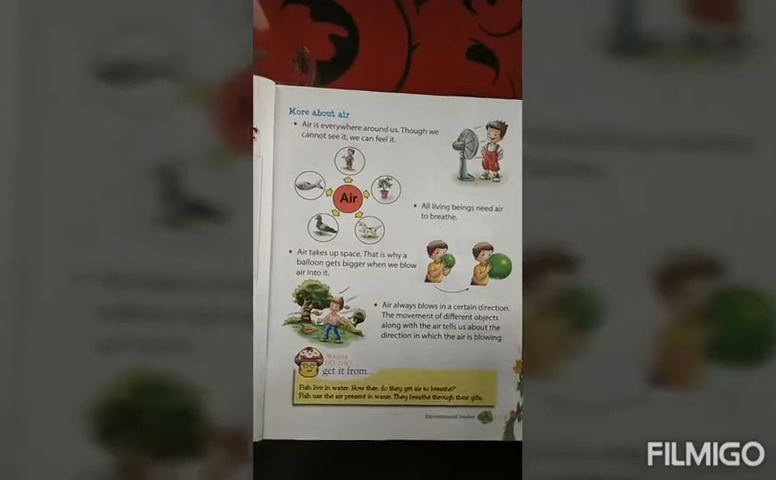 More about air
• Air is everywhere around us. Though we
cannot see it, we can feel it.
Air
• All living beings need air
to breathe.
• Air takes up space. That is why a
balloon gets bigger when we blow
air into it.
• Air always blows in a certain direction.
The movement of different objects
along with the air tells us about the
direction in which the air is blowing.
get it from...
Fish live in water. How then do they get air to breathe?
Fish use the air present in water. They breathe through their gills.
Environmental Studies
FILMIGO